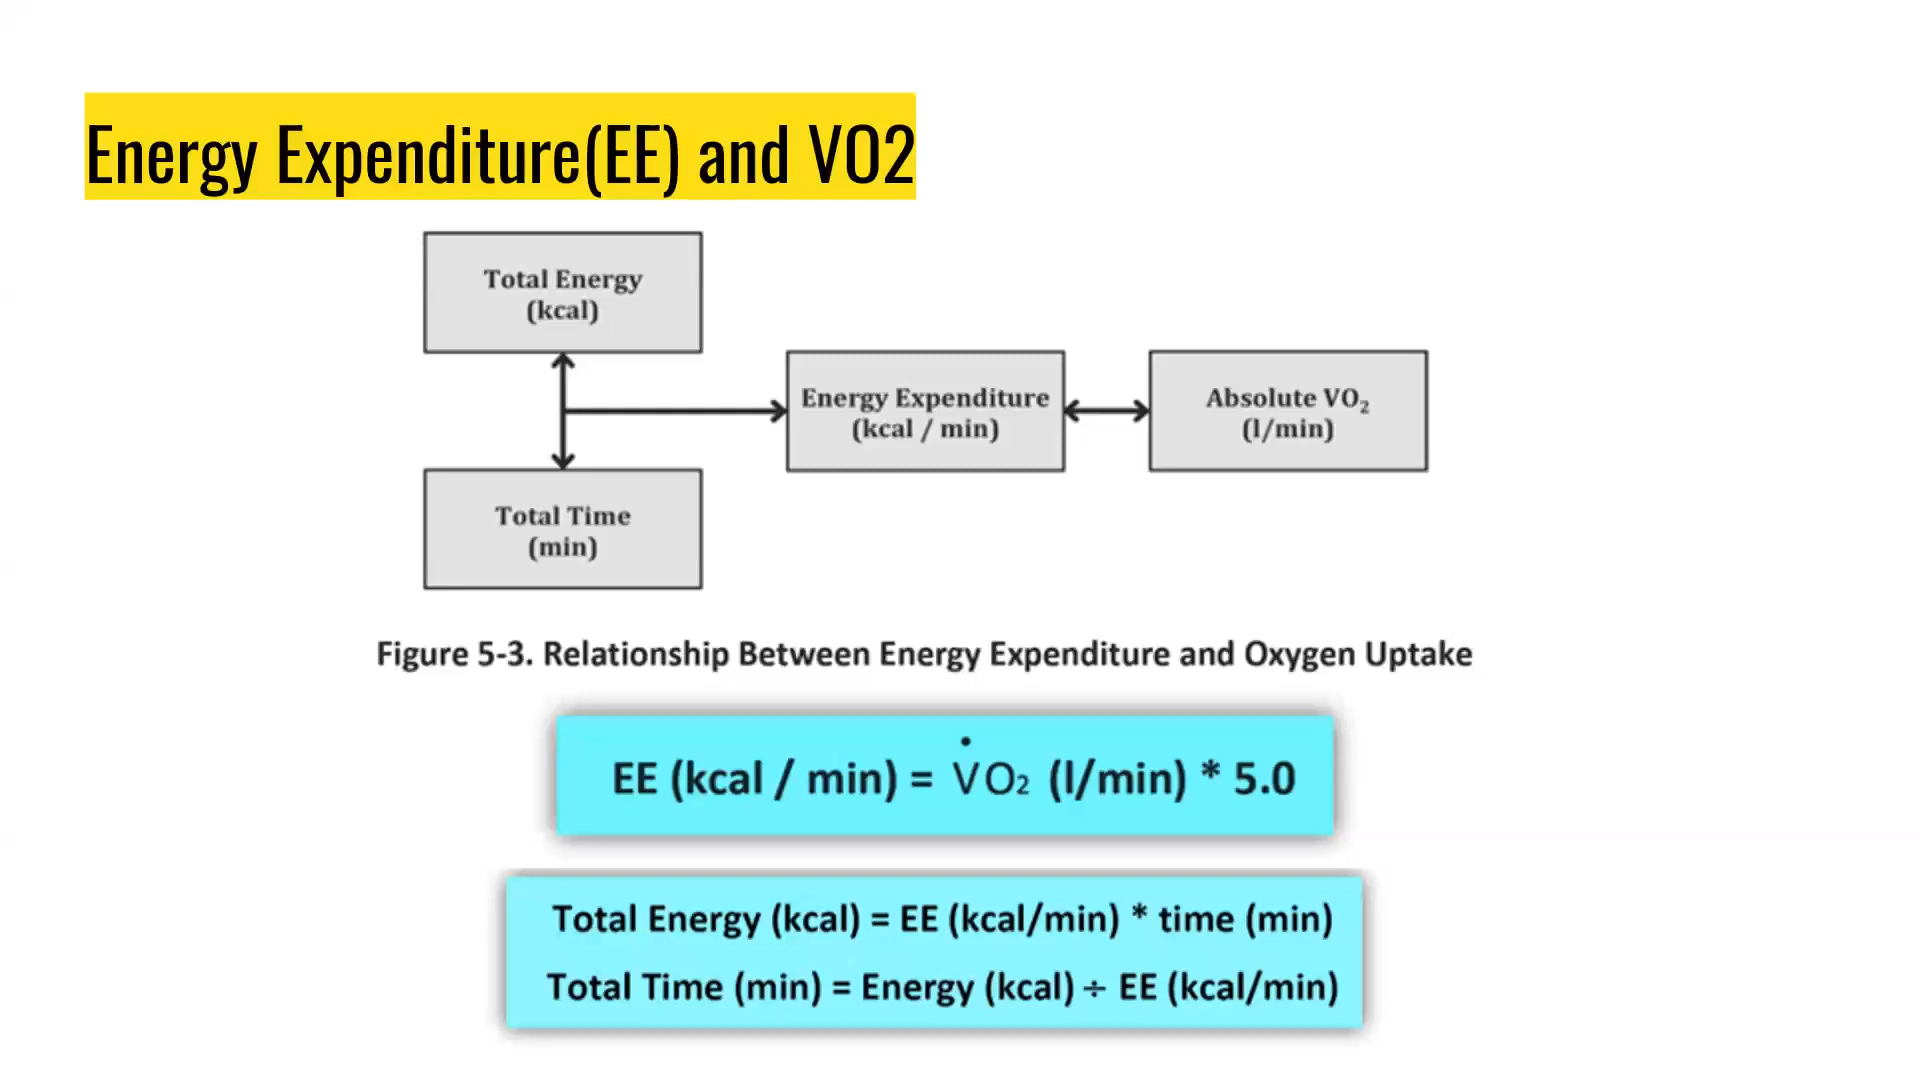 Energy Expenditure(EE) and VO2
Total Energy
(kcal)
Energy Expenditure
(kcal / min)
Absolute VO₂
(l/min)
Total Time
(min)
Figure 5-3. Relationship Between Energy Expenditure and Oxygen Uptake
EE (kcal / min) = V̇O₂ (l/min) * 5.0
Total Energy (kcal) = EE (kcal/min) * time (min)
Total Time (min) = Energy (kcal) ÷ EE (kcal/min)